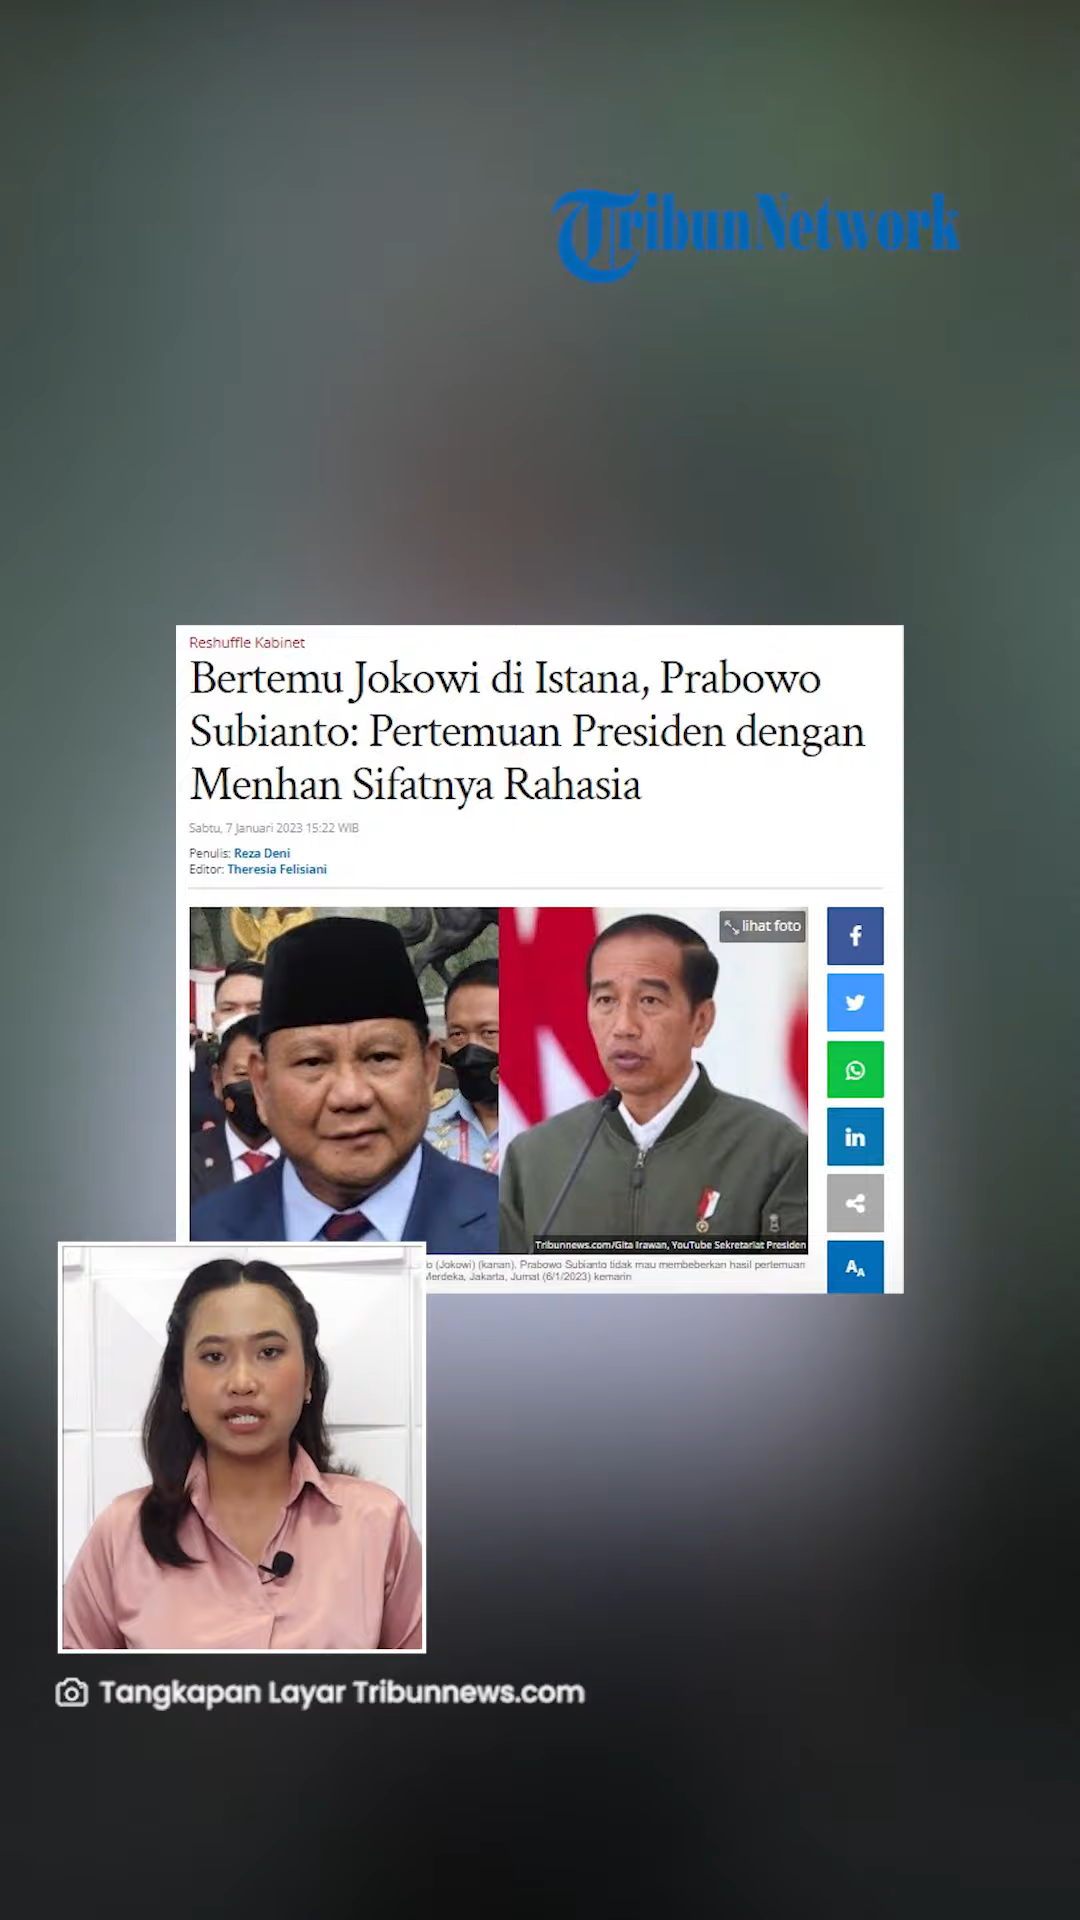 TribunNetwork
Reshuffle Kabinet
Bertemu Jokowi di Istana, Prabowo
Subianto: Pertemuan Presiden dengan
Menhan Sifatnya Rahasia
Sabtu, 7 Januari 2023 15:22 WIB
Penulis: Reza Deni
Editor: Theresia Felisiani
lihat foto
Tribunnews.com/Gita Irawan, YouTube Sekretariat Presiden
(Jokowi) (kanan). Prabowo Subianto tidak mau membeberkan hasil pertemuan
Merdeka, Jakarta, Jumat (6/1/2023) kemarin
AA
Tangkapan Layar Tribunnews.com